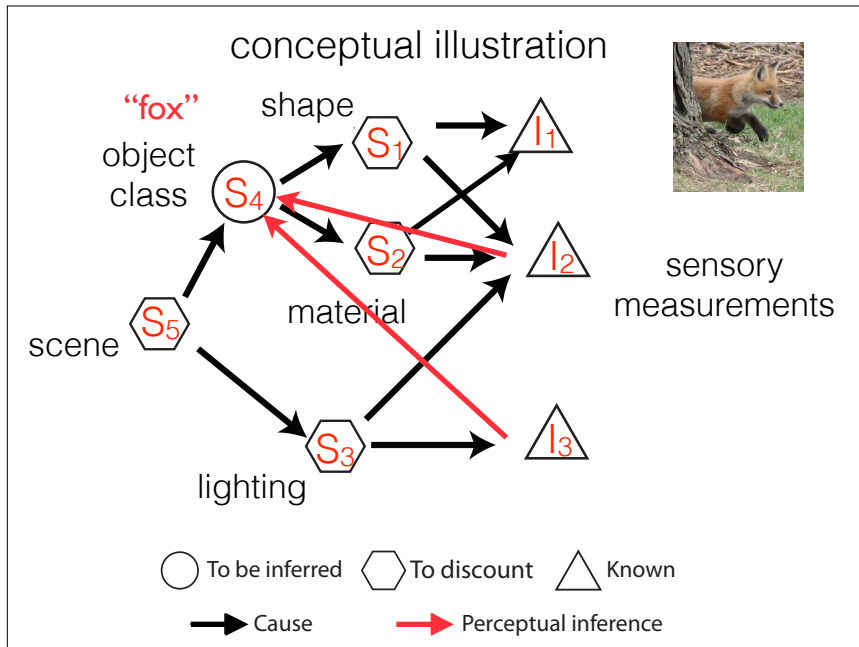 conceptual illustration
“fox”
shape
object
class
S4
S1
I1
S2
I2
material
sensory
measurements
scene
S5
S3
I3
lighting
To be inferred
To discount
Known
Cause
Perceptual inference